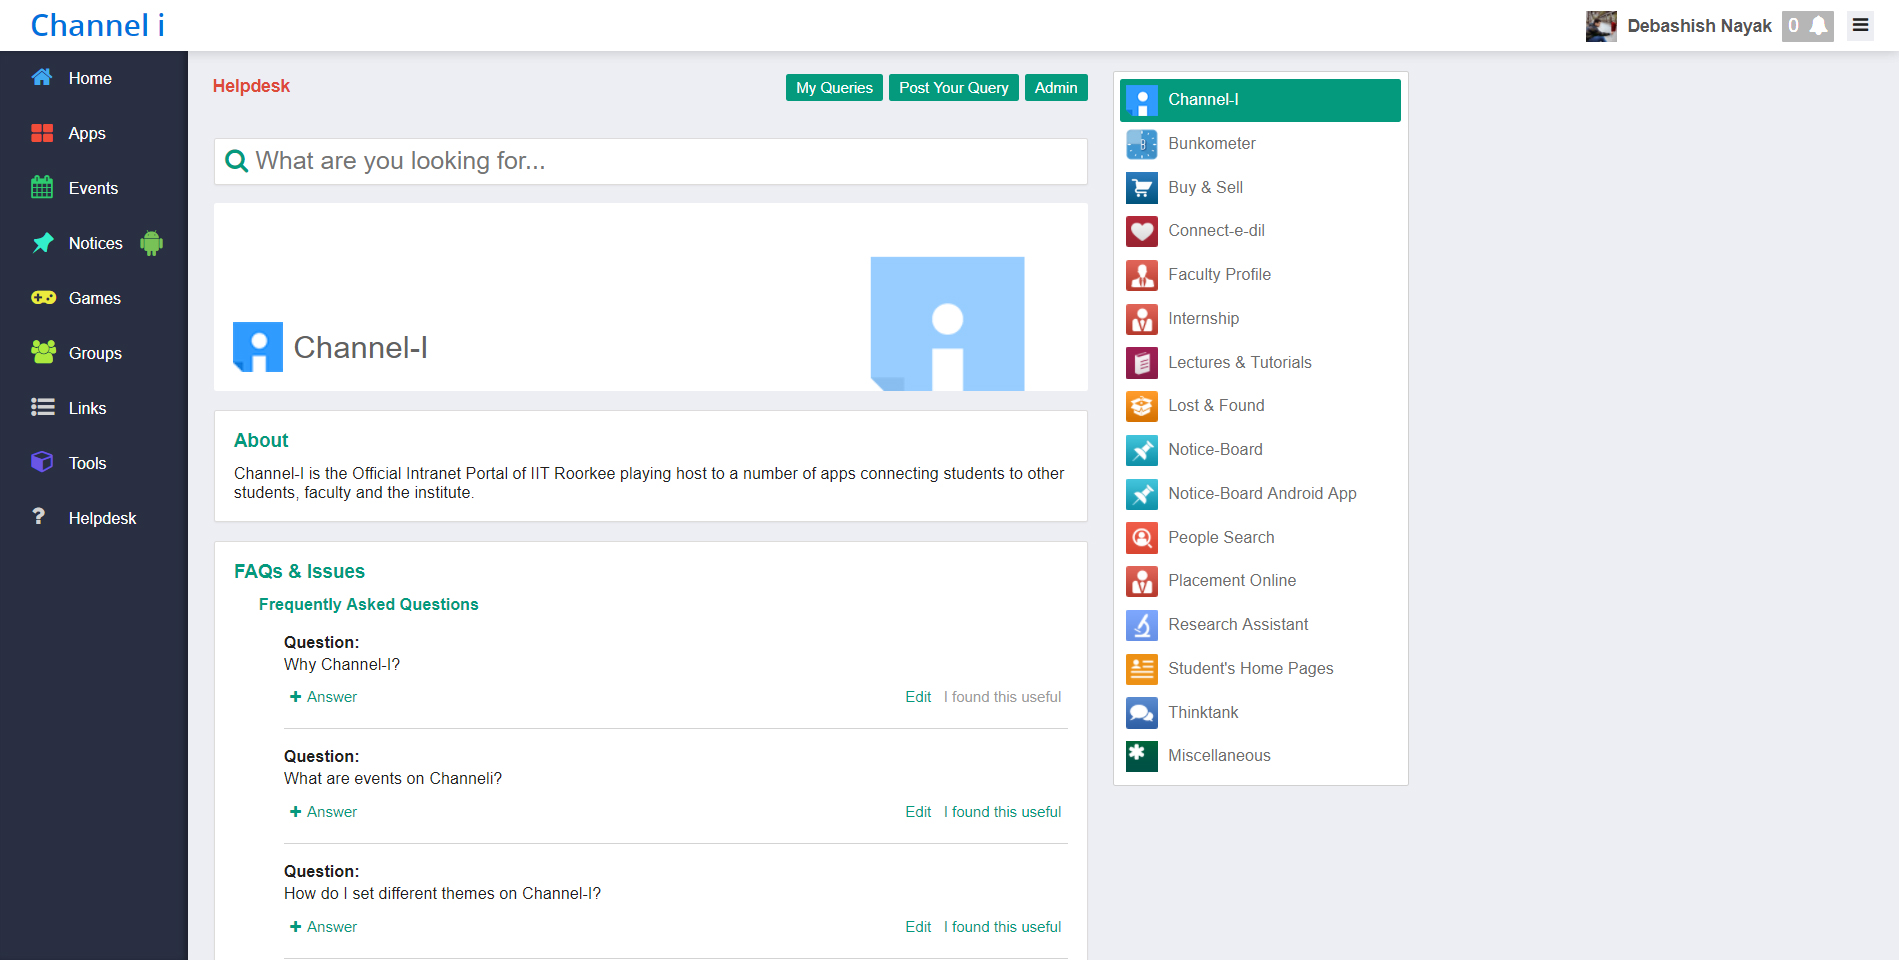 Channel i
Debashish Nayak
0
Home
Apps
Events
Notices
Games
Groups
Links
Tools
? Helpdesk
Helpdesk
My Queries
Post Your Query
Admin
What are you looking for...
Channel-I
About
Channel-I is the Official Intranet Portal of IIT Roorkee playing host to a number of apps connecting students to other
students, faculty and the institute.
FAQs & Issues
Frequently Asked Questions
Question:
Why Channel-I?
+ Answer
Edit I found this useful
Question:
What are events on Channeli?
+ Answer
Edit I found this useful
Question:
How do I set different themes on Channel-I?
+ Answer
Edit I found this useful
Channel-I
Bunkometer
Buy & Sell
Connect-e-dil
Faculty Profile
Internship
Lectures & Tutorials
Lost & Found
Notice-Board
Notice-Board Android App
People Search
Placement Online
Research Assistant
Student's Home Pages
Thinktank
Miscellaneous